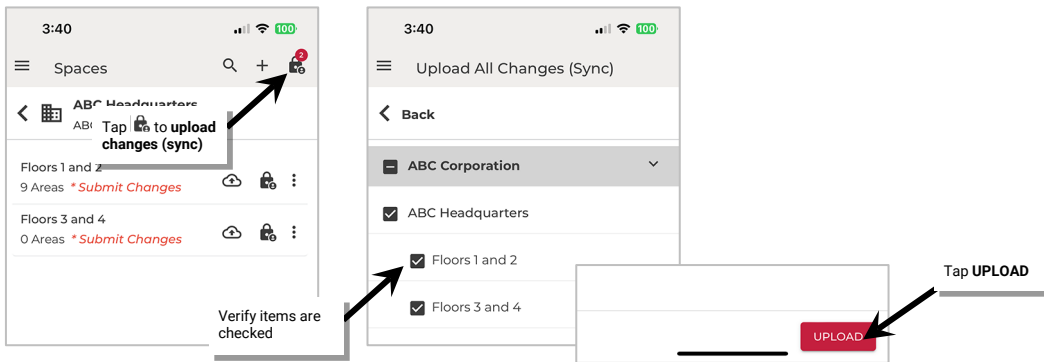 3:40
100
Spaces
2
ABC Headquarters
ABC
Tap to upload
changes (sync)
Floors 1 and 2
9 Areas * Submit Changes
Floors 3 and 4
0 Areas * Submit Changes
3:40
100
Upload All Changes (Sync)
Back
ABC Corporation
ABC Headquarters
Floors 1 and 2
Floors 3 and 4
Verify items are
checked
UPLOAD
Tap UPLOAD